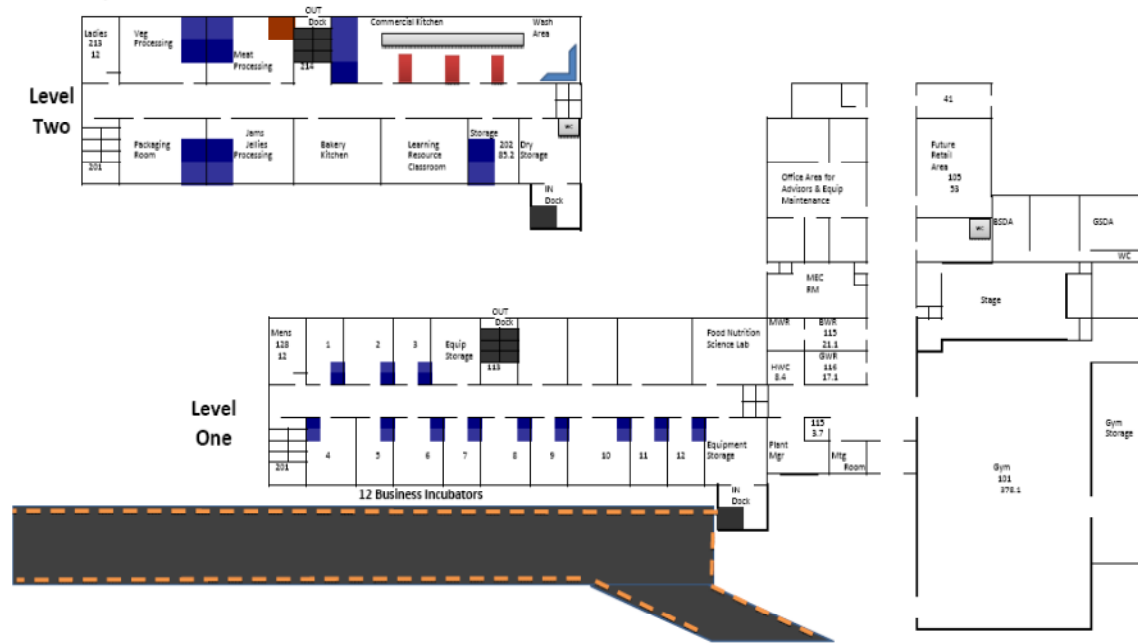 OUT
Dock
Commercial Kitchen
Wash
Area
Ladies
213
12
Veg
Processing
Meat
Processing
214
Level
Two
Packaging
Room
Jams
Jellies
Processing
Bakery
Kitchen
Learning
Resource
Classroom
Storage
202
85.2
Dry
Storage
WC
201
IN
Dock
41
Office Area for
Advisors & Equip
Maintenance
Future
Retail
Area
105
53
WC
BSDA
GSDA
WC
MEC
RM
Stage
OUT
Dock
Mens
128
12
1
2
3
Equip
Storage
113
Food Nutrition
Science Lab
MWR
BWR
115
21.1
HWC
8.4
GWR
116
17.1
Level
One
201
4
5
6
7
8
9
10
11
12
Equipment
Storage
Plant
Mgr
115
3.7
Mtg
Room
Gym
101
376.1
Gym
Storage
12 Business Incubators
IN
Dock